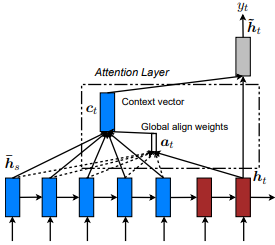 y_t
h̃_t
Attention Layer
c_t
Context vector
Global align weights
a_t
h̄_s
h_t